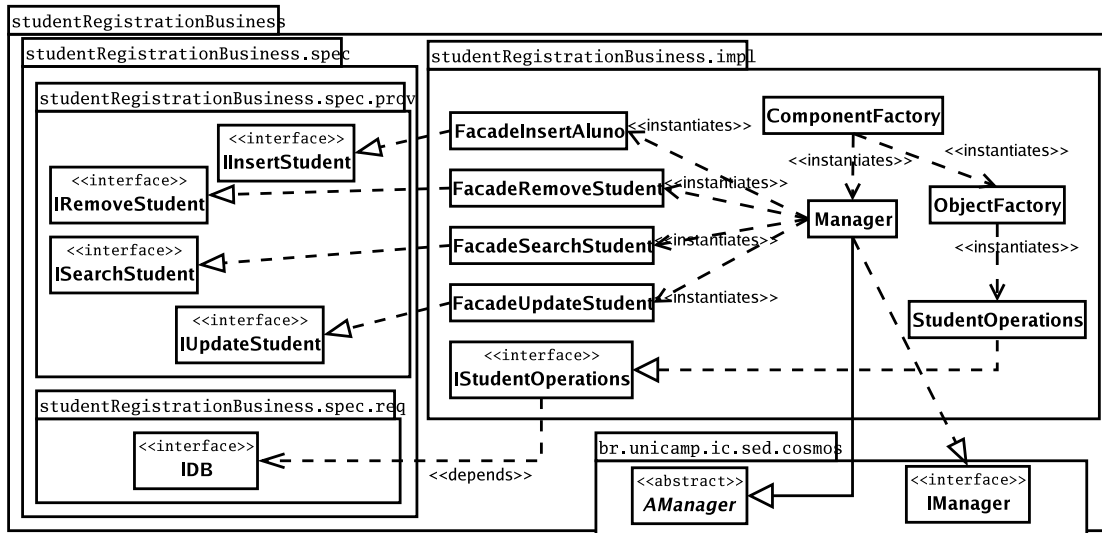 studentRegistrationBusiness
studentRegistrationBusiness.spec
studentRegistrationBusiness.impl
studentRegistrationBusiness.spec.prov
<<interface>>
IInsertStudent
<<interface>>
IRemoveStudent
<<interface>>
ISearchStudent
<<interface>>
IUpdateStudent
FacadeInsertAluno
<<instantiates>>
FacadeRemoveStudent
<<instantiates>>
FacadeSearchStudent
<<instantiates>>
FacadeUpdateStudent
<<instantiates>>
ComponentFactory
<<instantiates>>
<<instantiates>>
Manager
ObjectFactory
<<instantiates>>
StudentOperations
<<interface>>
IStudentOperations
studentRegistrationBusiness.spec.req
<<interface>>
IDB
<<depends>>
br.unicamp.ic.sed.cosmos
<<abstract>>
AManager
<<interface>>
IManager